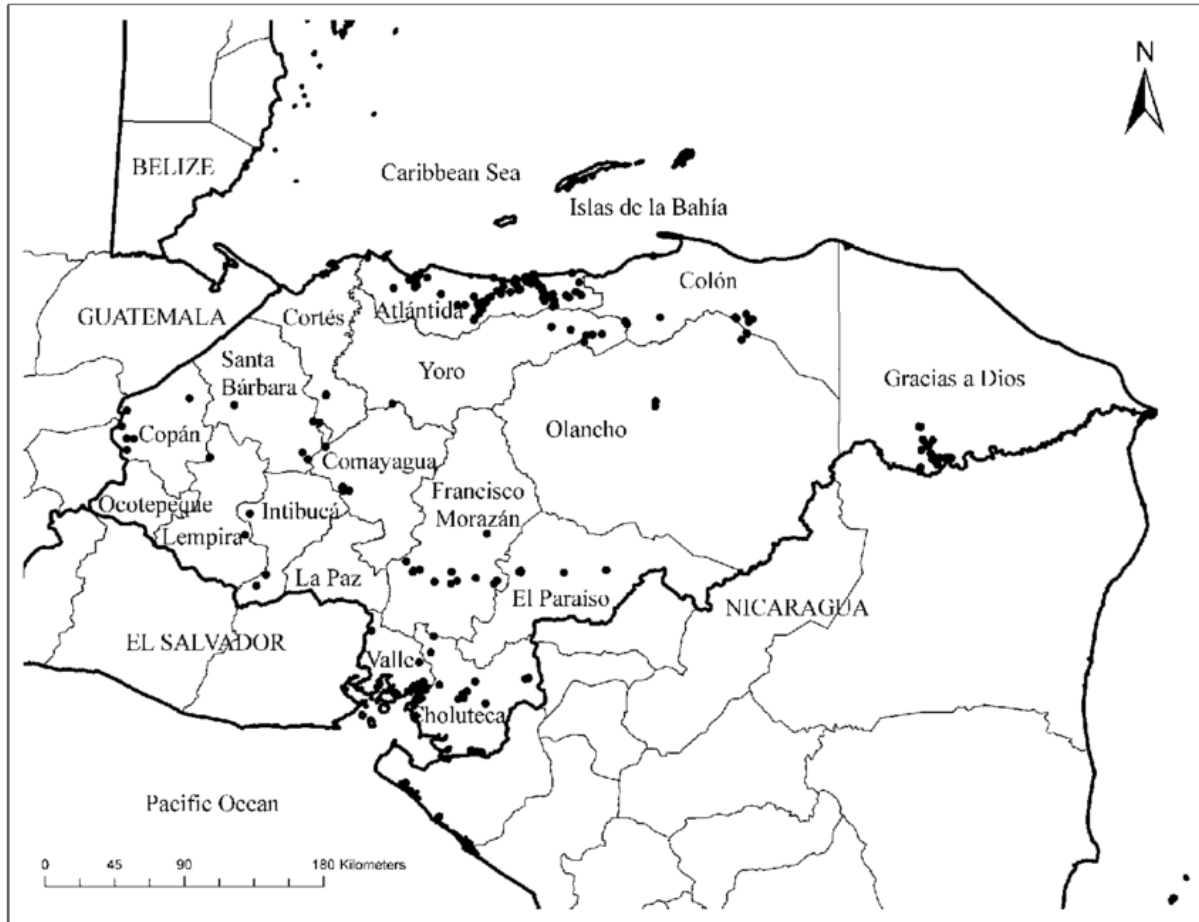 N
BELIZE
Caribbean Sea
Islas de la Bahía
Colón
GUATEMALA
Cortés
Atlántida
Santa
Bárbara
Yoro
Gracias a Dios
Copán
Olancho
Comayagua
Ocotepeque
Intibucá
Francisco
Morazán
Lempira
La Paz
El Paraiso
NICARAGUA
EL SALVADOR
Valle
Choluteca
Pacific Ocean
0 45 90 180 Kilometers